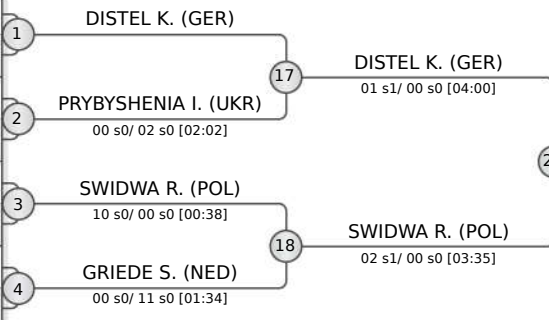 DISTEL K. (GER)
1
17
DISTEL K. (GER)
01 s1/ 00 s0 [04:00]
PRYBYSHENIA I. (UKR)
2
00 s0/ 02 s0 [02:02]
2
SWIDWA R. (POL)
3
10 s0/ 00 s0 [00:38]
18
SWIDWA R. (POL)
02 s1/ 00 s0 [03:35]
GRIEDE S. (NED)
4
00 s0/ 11 s0 [01:34]